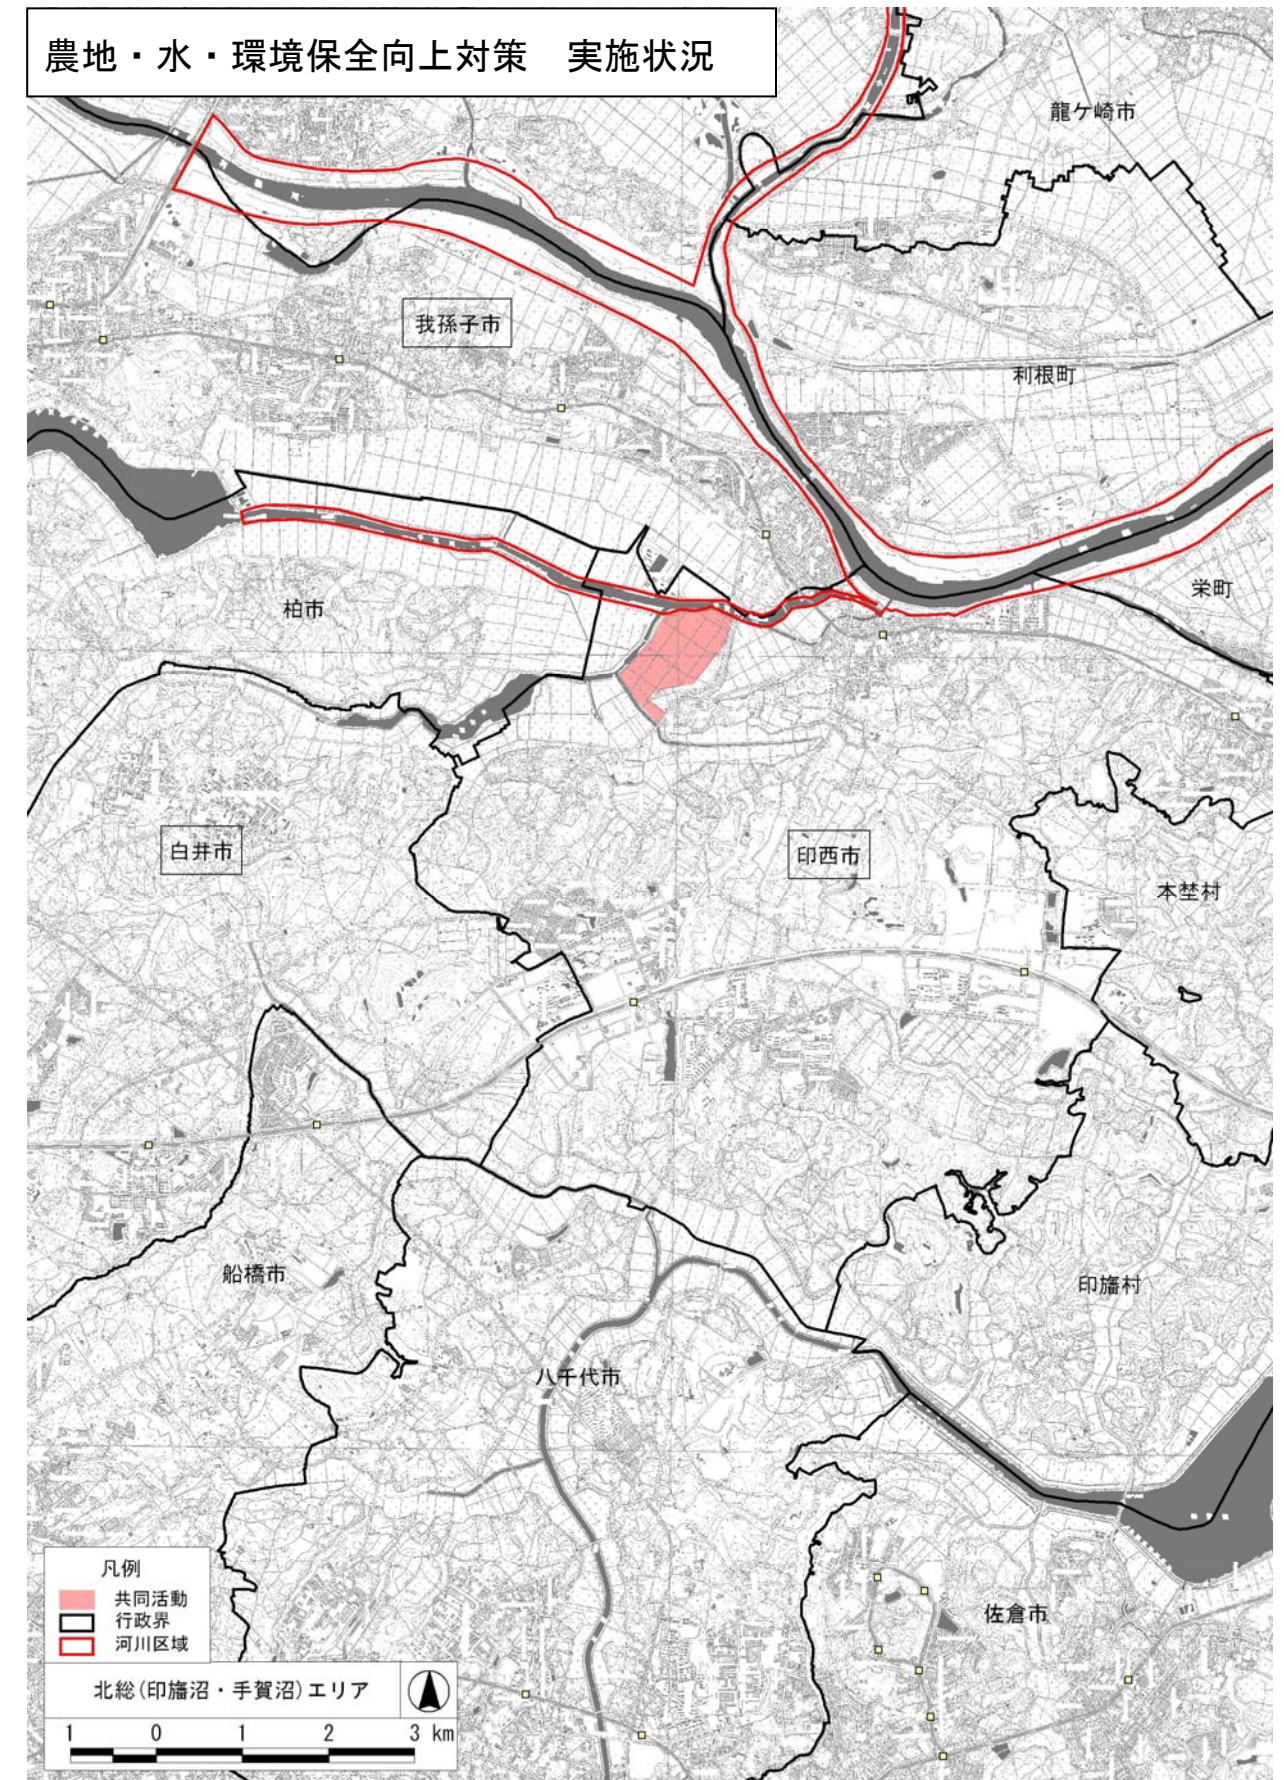 農地・水・環境保全向上対策　実施状況
龍ケ崎市
我孫子市
利根町
栄町
柏市
白井市
印西市
本埜村
船橋市
印旛村
八千代市
佐倉市
凡例
共同活動
行政界
河川区域
北総(印旛沼・手賀沼)エリア
1 0 1 2 3 km